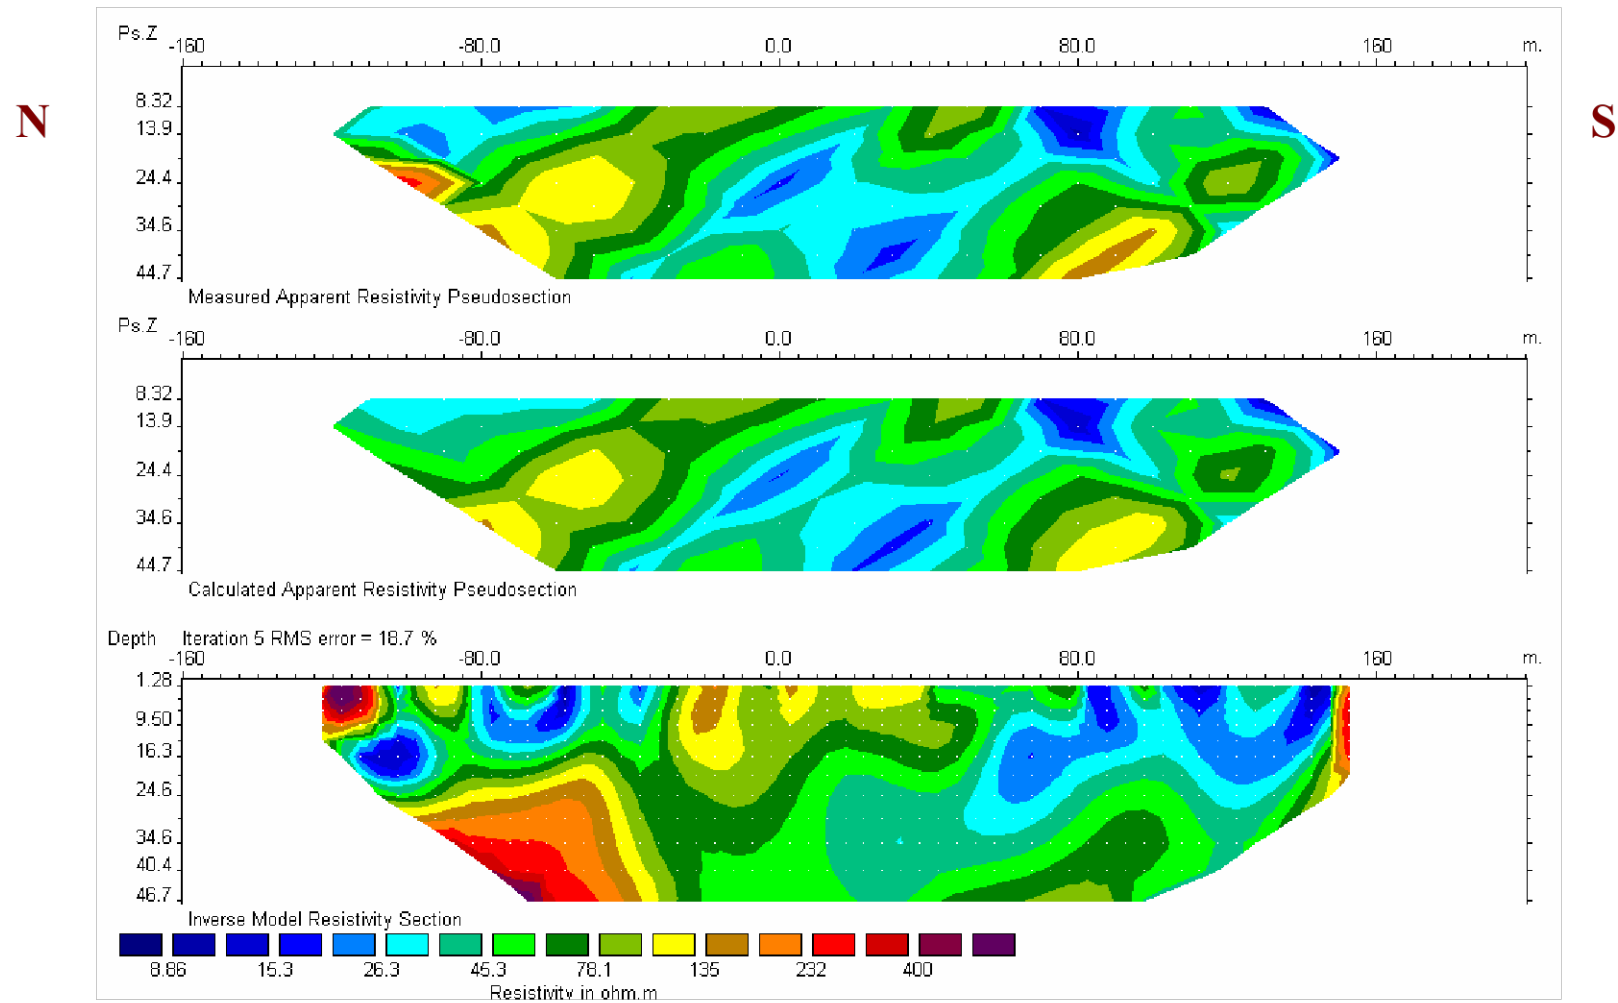 Ps.Z -160 -80.0 0.0 80.0 160 m.
N S
8.32
13.9
24.4
34.6
44.7
Measured Apparent Resistivity Pseudosection
Ps.Z
-160 -80.0 0.0 80.0 160 m.
8.32
13.9
24.4
34.6
44.7
Calculated Apparent Resistivity Pseudosection
Depth Iteration 5 RMS error = 18.7 %
-160 -80.0 0.0 80.0 160 m.
1.28
9.50
16.3
24.6
34.6
40.4
46.7
Inverse Model Resistivity Section
8.86 15.3 26.3 45.3 78.1 135 232 400
Resistivity in ohm.m